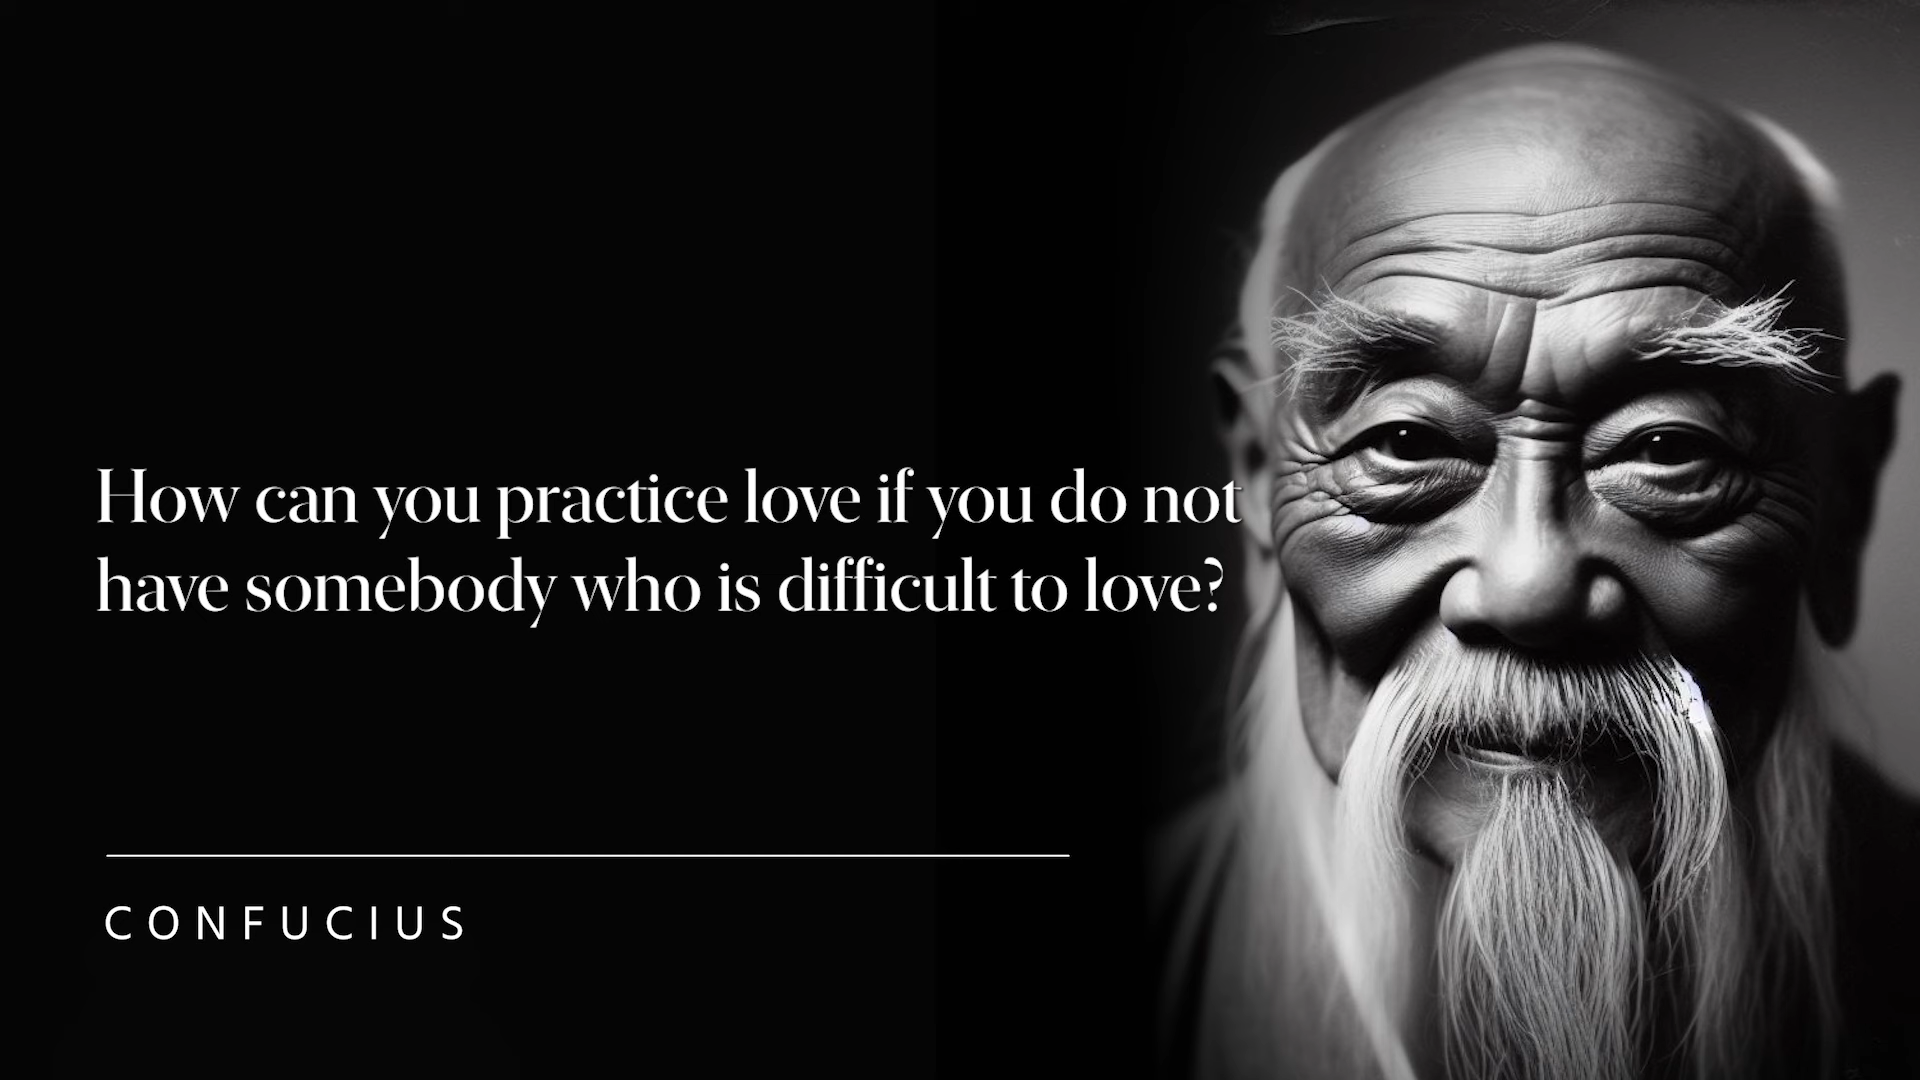 How can you practice love if you do not
have somebody who is difficult to love?
CONFUCIUS